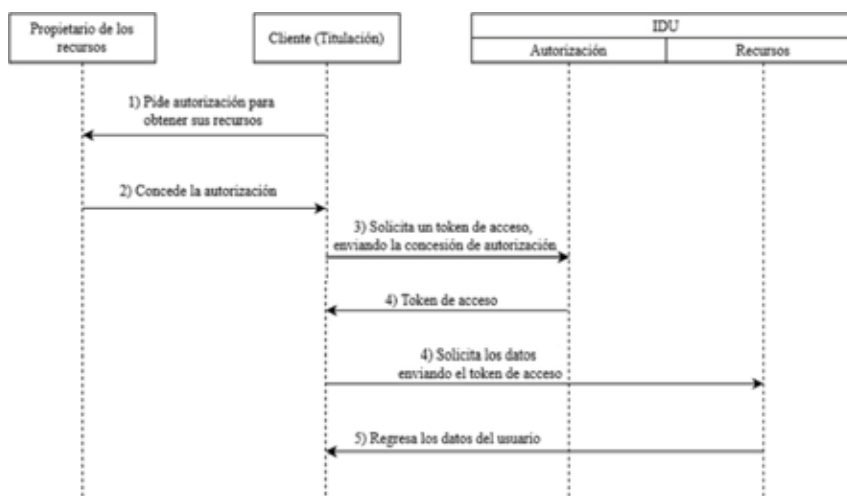 Propietario de los
recursos
Cliente (Titulación)
IDU
Autorización
Recursos
1) Pide autorización para
obtener sus recursos
2) Concede la autorización
3) Solicita un token de acceso,
enviando la concesión de autorización
4) Token de acceso
4) Solicita los datos
enviando el token de acceso
5) Regresa los datos del usuario